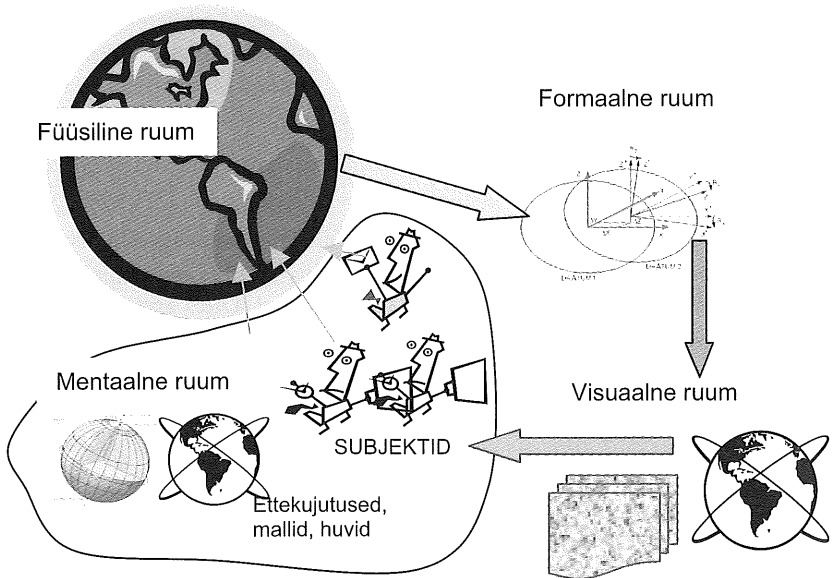 Formaalne ruum
Füüsiline ruum
Mentaalne ruum
Visuaalne ruum
SUBJEKTID
Ettekujutused,
mallid, huvid